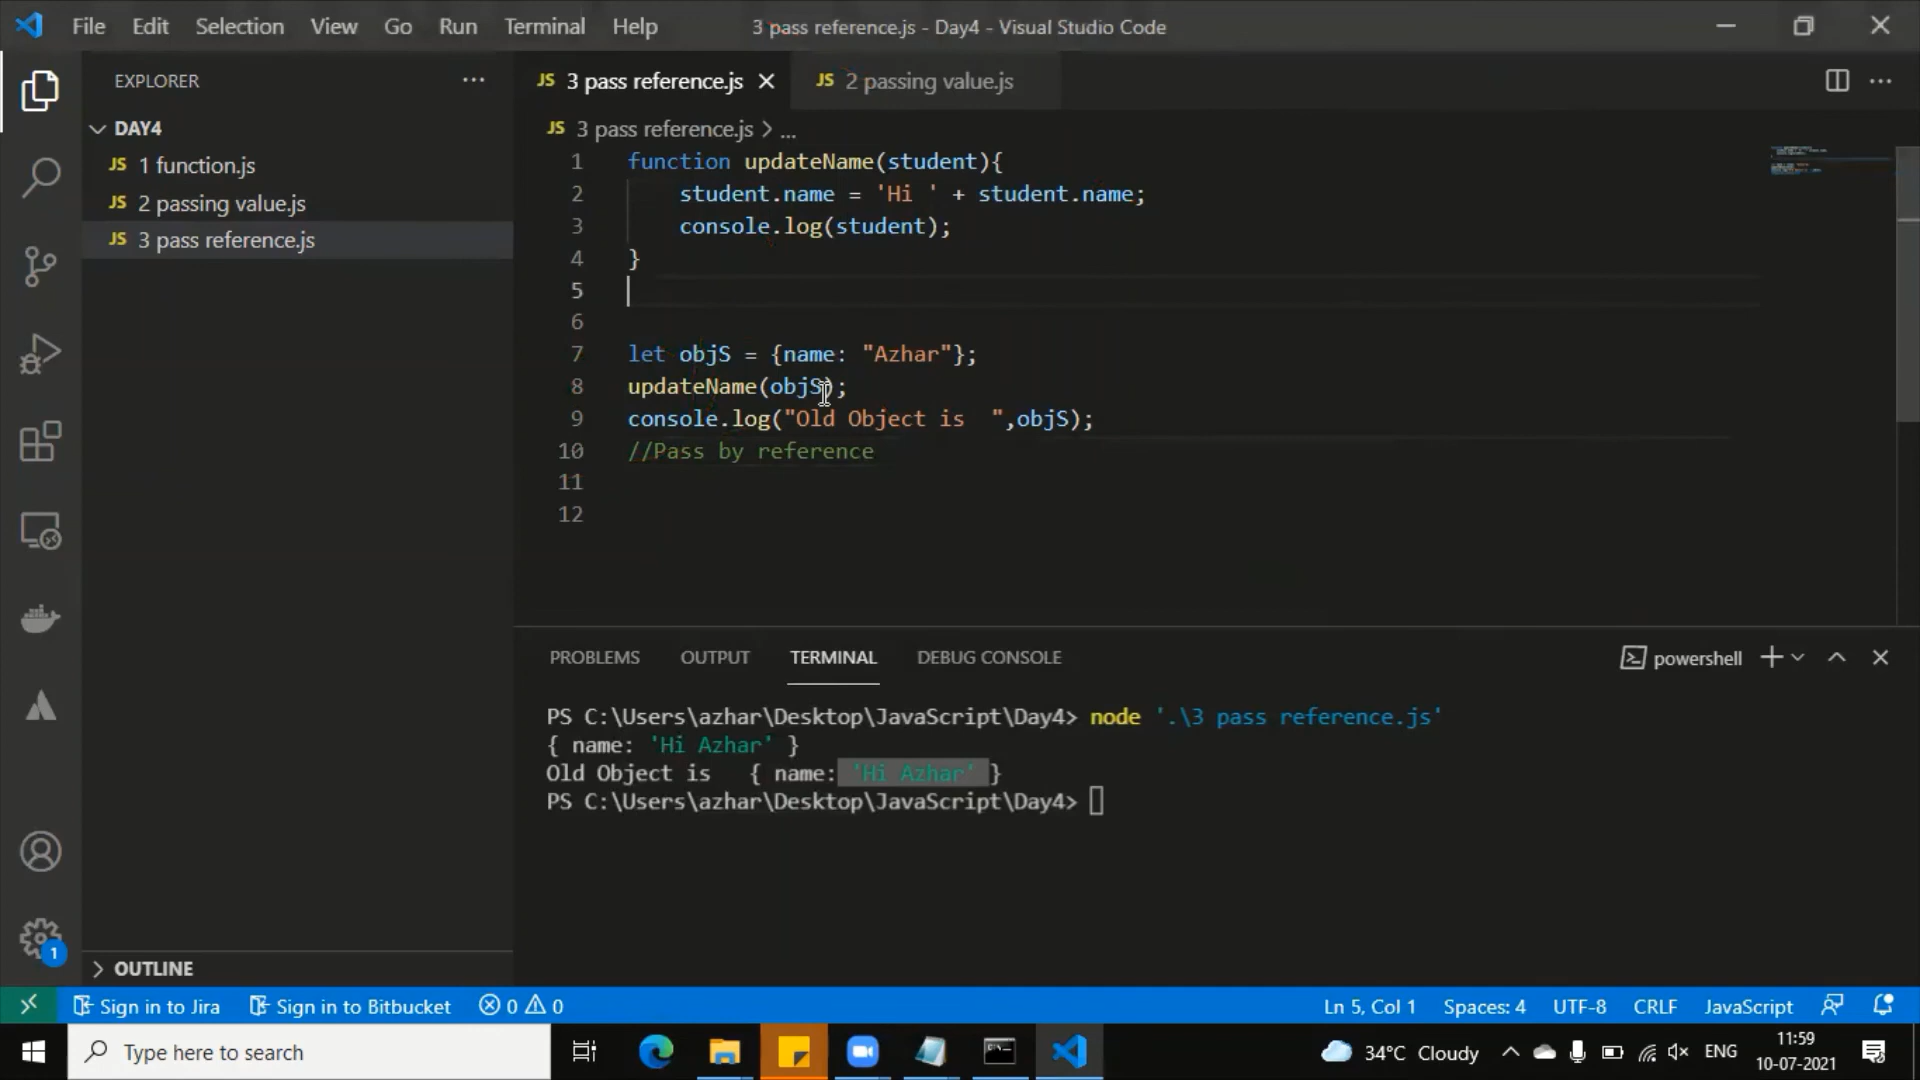 File Edit Selection View Go Run Terminal Help 3 pass reference.js - Day4 - Visual Studio Code
EXPLORER
JS 3 pass reference.js
JS 2 passing value.js
DAY4
JS 1 function.js
JS 2 passing value.js
JS 3 pass reference.js
JS 3 pass reference.js > ...
1 function updateName(student){
2 student.name = 'Hi ' + student.name;
3 console.log(student);
4 }
5
6
7 let objS = {name: "Azhar"};
8 updateName(objS);
9 console.log("Old Object is  ",objS);
10 //Pass by reference
11
12
PROBLEMS OUTPUT TERMINAL DEBUG CONSOLE powershell
PS C:\Users\azhar\Desktop\JavaScript\Day4> node '.\3 pass reference.js'
{ name: 'Hi Azhar' }
Old Object is   { name: 'Hi Azhar' }
PS C:\Users\azhar\Desktop\JavaScript\Day4>
1
OUTLINE
Sign in to Jira Sign in to Bitbucket 0 0 Ln 5, Col 1 Spaces: 4 UTF-8 CRLF JavaScript
Type here to search 34°C Cloudy ENG 11:59
10-07-2021